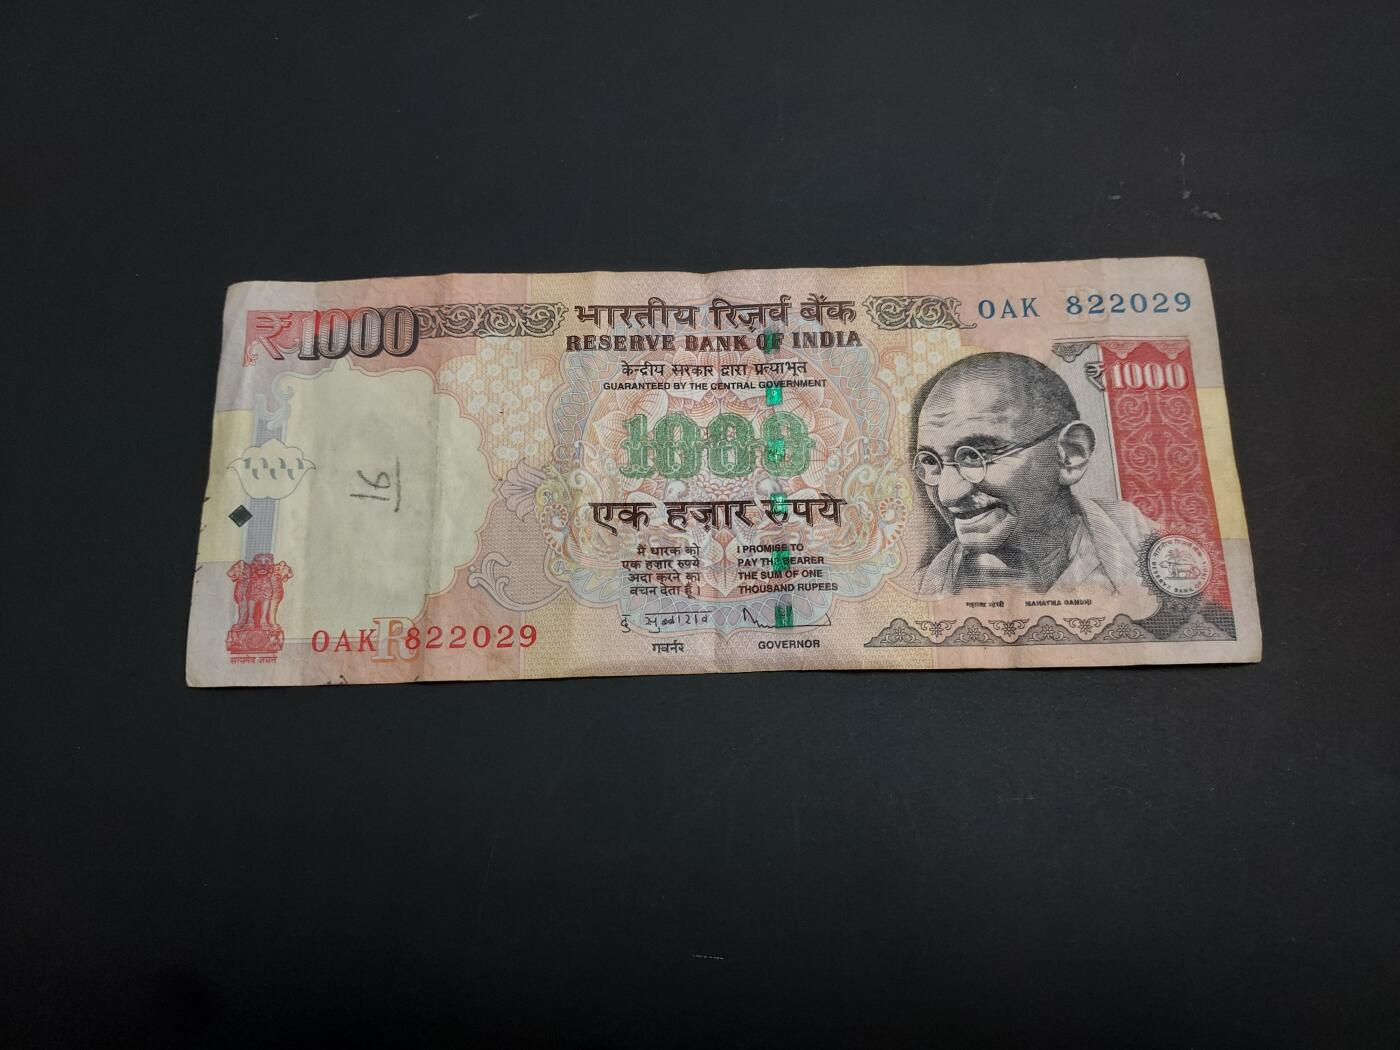 ₹1000
भारतीय रिज़र्व बैंक
RESERVE BANK OF INDIA
केन्द्रीय सरकार द्वारा प्रत्याभूत
GUARANTEED BY THE CENTRAL GOVERNMENT
0AK 822029
₹1000
1000
16
एक हज़ार रुपये
मैं धारक को
एक हज़ार रुपये
अदा करने का
वचन देता हूँ।
I PROMISE TO
PAY THE BEARER
THE SUM OF ONE
THOUSAND RUPEES
गवर्नर
GOVERNOR
महात्मा गांधी MAHATMA GANDHI
सत्यमेव जयते
0AK R 822029